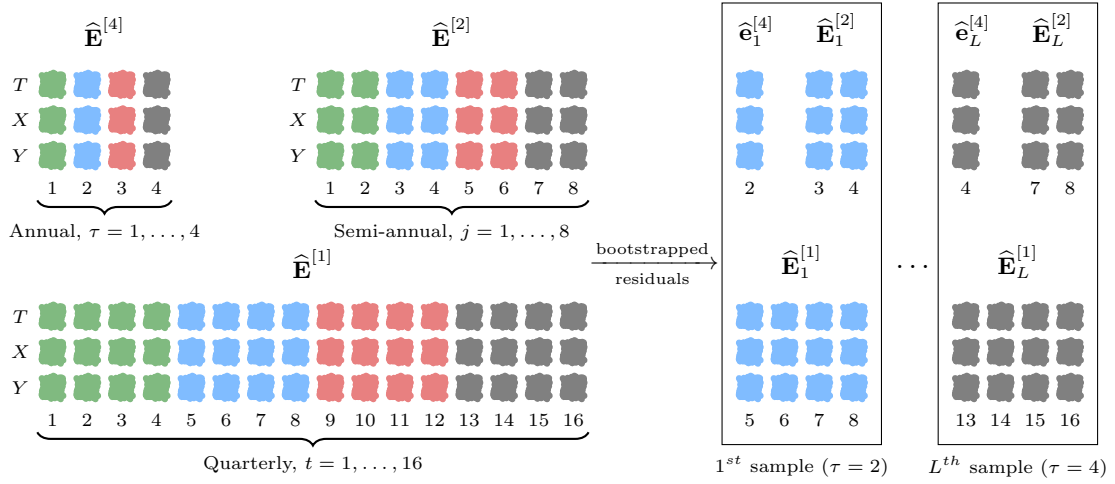 Ê^[4]
Ê^[2]
T
X
Y
1 2 3 4
Annual, τ = 1, . . . , 4
T
X
Y
1 2 3 4 5 6 7 8
Semi-annual, j = 1, . . . , 8
Ê^[1]
T
X
Y
1 2 3 4 5 6 7 8 9 10 11 12 13 14 15 16
Quarterly, t = 1, . . . , 16
bootstrapped
residuals
ê_1^[4] Ê_1^[2]
2 3 4
Ê_1^[1]
5 6 7 8
1^st sample (τ = 2)
· · ·
ê_L^[4] Ê_L^[2]
4 7 8
Ê_L^[1]
13 14 15 16
L^th sample (τ = 4)